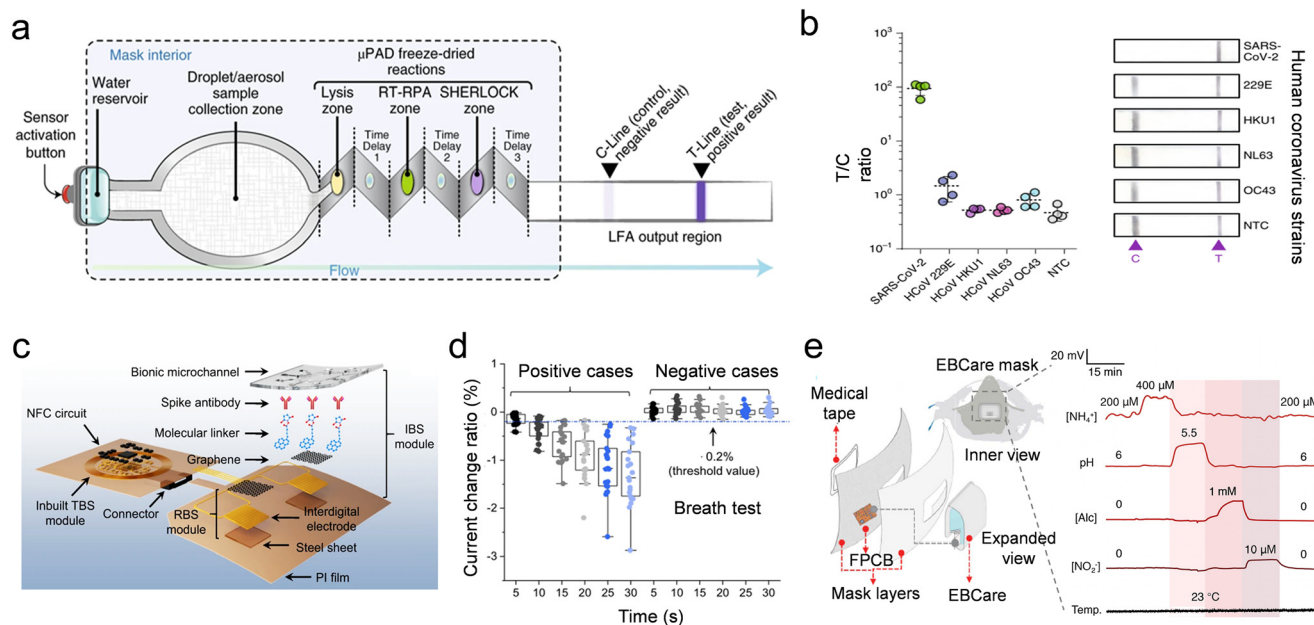 a
Mask interior
Water
reservoir
Sensor
activation
button
Droplet/aerosol
sample
collection zone
µPAD freeze-dried
reactions
Lysis
zone
RT-RPA
zone
SHERLOCK
zone
Time
Delay
1
Time
Delay
2
Time
Delay
3
C-Line (control,
negative result)
T-Line (test,
positive result)
LFA output region
Flow
b
T/C
ratio
10³
10²
10¹
10⁰
10⁻¹
SARS-CoV-2
HCoV 229E
HCoV HKU1
HCoV NL63
HCoV OC43
NTC
SARS-
CoV-2
229E
HKU1
NL63
OC43
NTC
C
T
Human coronavirus strains
c
Bionic microchannel
NFC circuit
Spike antibody
Molecular linker
Graphene
IBS
module
Inbuilt TBS
module
Connector
RBS
module
Interdigital
electrode
Steel sheet
PI film
d
Current change ratio (%)
1
0
-1
-2
-3
Positive cases
Negative cases
- 0.2%
(threshold value)
Breath test
5 10 15 20 25 30 5 10 15 20 25 30
Time (s)
e
EBCare mask
Medical
tape
Inner view
Expanded
view
FPCB
Mask layers
EBCare
20 mV
15 min
200 µM
400 µM
200 µM
[NH₄⁺]
6
5.5
6
pH
0
1 mM
0
[Alc]
0
10 µM
0
[NO₂⁻]
23 °C
Temp.